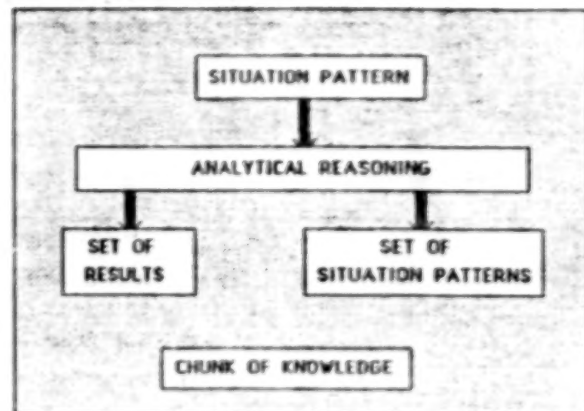 SITUATION PATTERN
ANALYTICAL REASONING
SET OF
RESULTS
SET OF
SITUATION PATTERNS
CHUNK OF KNOWLEDGE